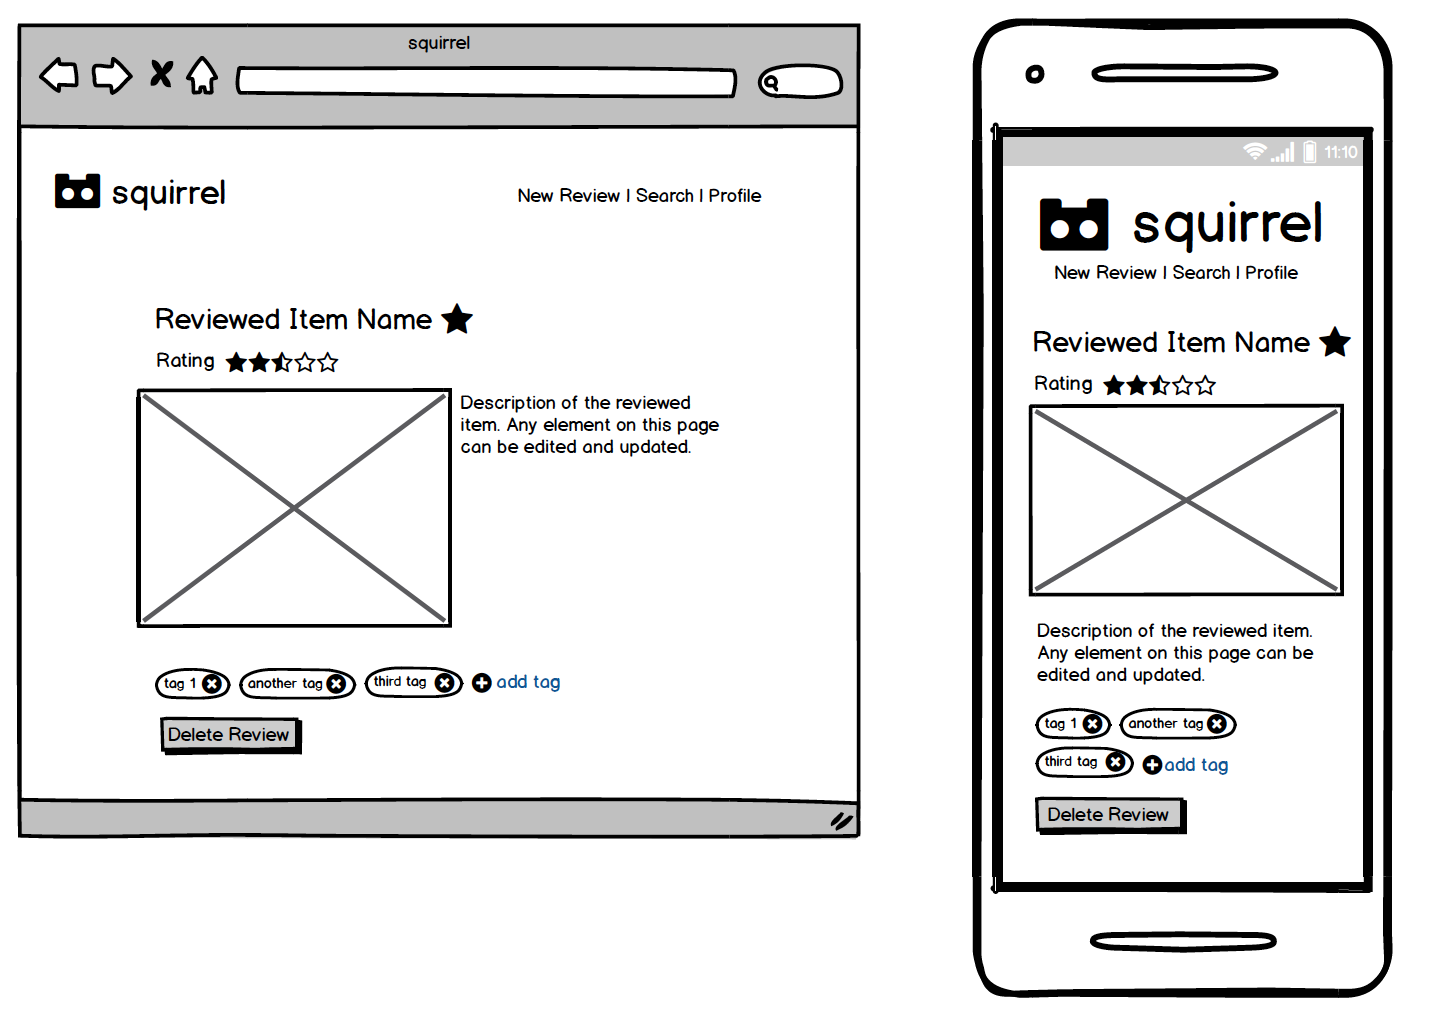 squirrel
squirrel
New Review | Search | Profile
Reviewed Item Name
Rating
Description of the reviewed
item. Any element on this page
can be edited and updated.
tag 1 another tag third tag add tag
Delete Review
11:10
squirrel
New Review | Search | Profile
Reviewed Item Name
Rating
Description of the reviewed item.
Any element on this page can be
edited and updated.
tag 1 another tag
third tag add tag
Delete Review